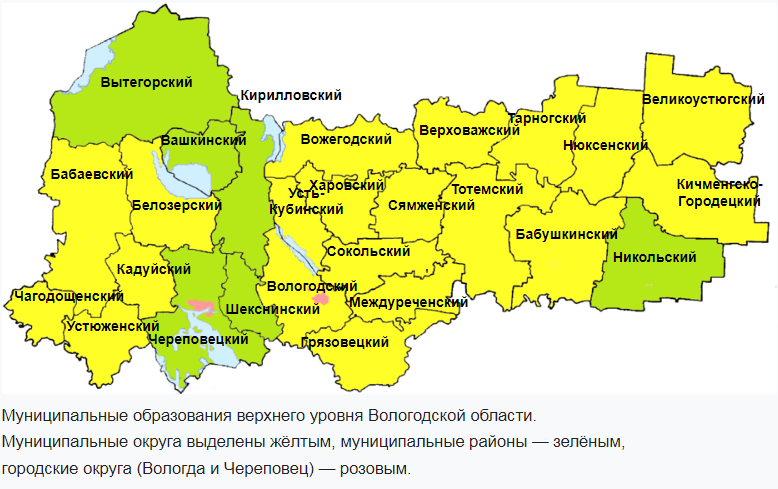 Вытегорский
Кирилловский
Великоустюгский
Тарногский
Верховажский
Вашкинский
Вожегодский
Нюксенский
Бабаевский
Харовский
Тотемский
Кичменгско-
Городецкий
Усть-
Кубинский
Белозерский
Сямженский
Бабушкинский
Сокольский
Никольский
Кадуйский
Вологодский
Чагодощенский
Шекснинский
Междуреченский
Устюженский
Череповецкий
Грязовецкий
Муниципальные образования верхнего уровня Вологодской области.
Муниципальные округа выделены жёлтым, муниципальные районы — зелёным,
городские округа (Вологда и Череповец) — розовым.